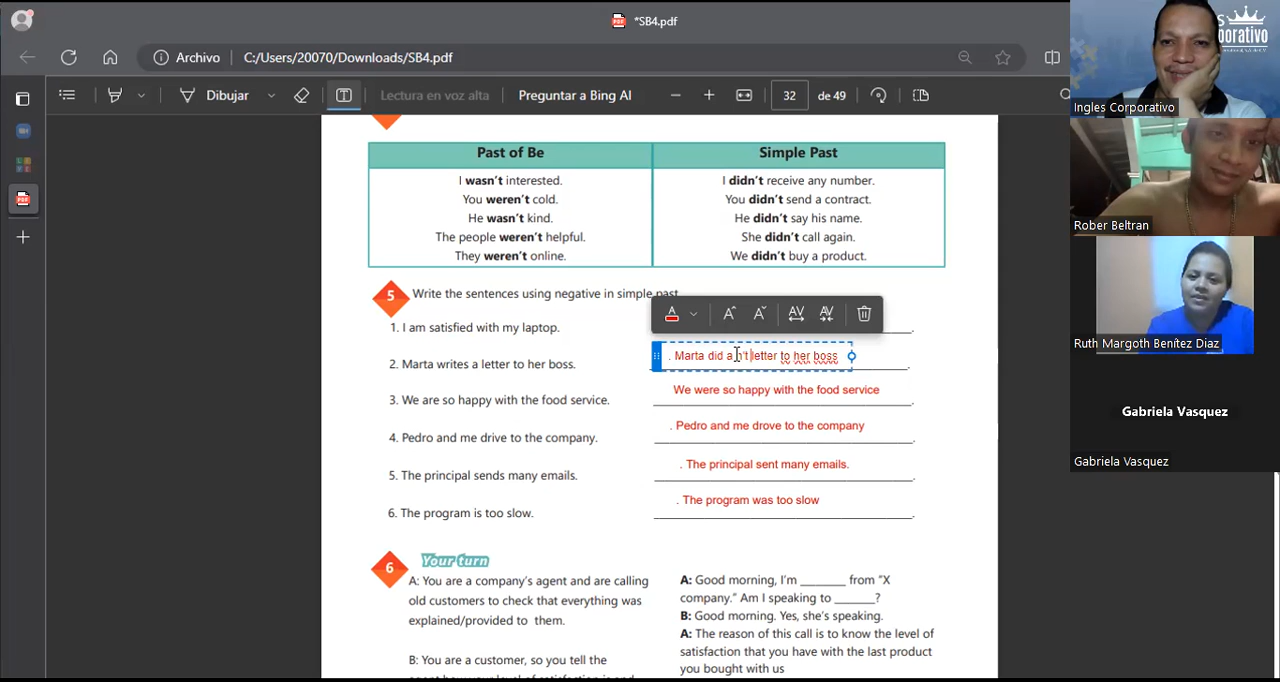 *SB4.pdf
Archivo C:/Users/20070/Downloads/SB4.pdf
Dibujar Lectura en voz alta Preguntar a Bing AI 32 de 49
Past of Be Simple Past
I wasn't interested. I didn't receive any number.
You weren't cold. You didn't send a contract.
He wasn't kind. He didn't say his name.
The people weren't helpful. She didn't call again.
They weren't online. We didn't buy a product.
5 Write the sentences using negative in simple past
1. I am satisfied with my laptop. .
2. Marta writes a letter to her boss. . Marta did a n't letter to her boss .
3. We are so happy with the food service. We were so happy with the food service .
4. Pedro and me drive to the company. . Pedro and me drove to the company .
5. The principal sends many emails. . The principal sent many emails. .
6. The program is too slow. . The program was too slow .
6 Your turn
A: You are a company's agent and are calling
old customers to check that everything was
explained/provided to them.
B: You are a customer, so you tell the
A: Good morning, I'm _______ from "X
company." Am I speaking to ______?
B: Good morning. Yes, she's speaking.
A: The reason of this call is to know the level of
satisfaction that you have with the last product
you bought with us
orporativo
Ingles Corporativo
Rober Beltran
Ruth Margoth Benítez Diaz
Gabriela Vasquez
Gabriela Vasquez